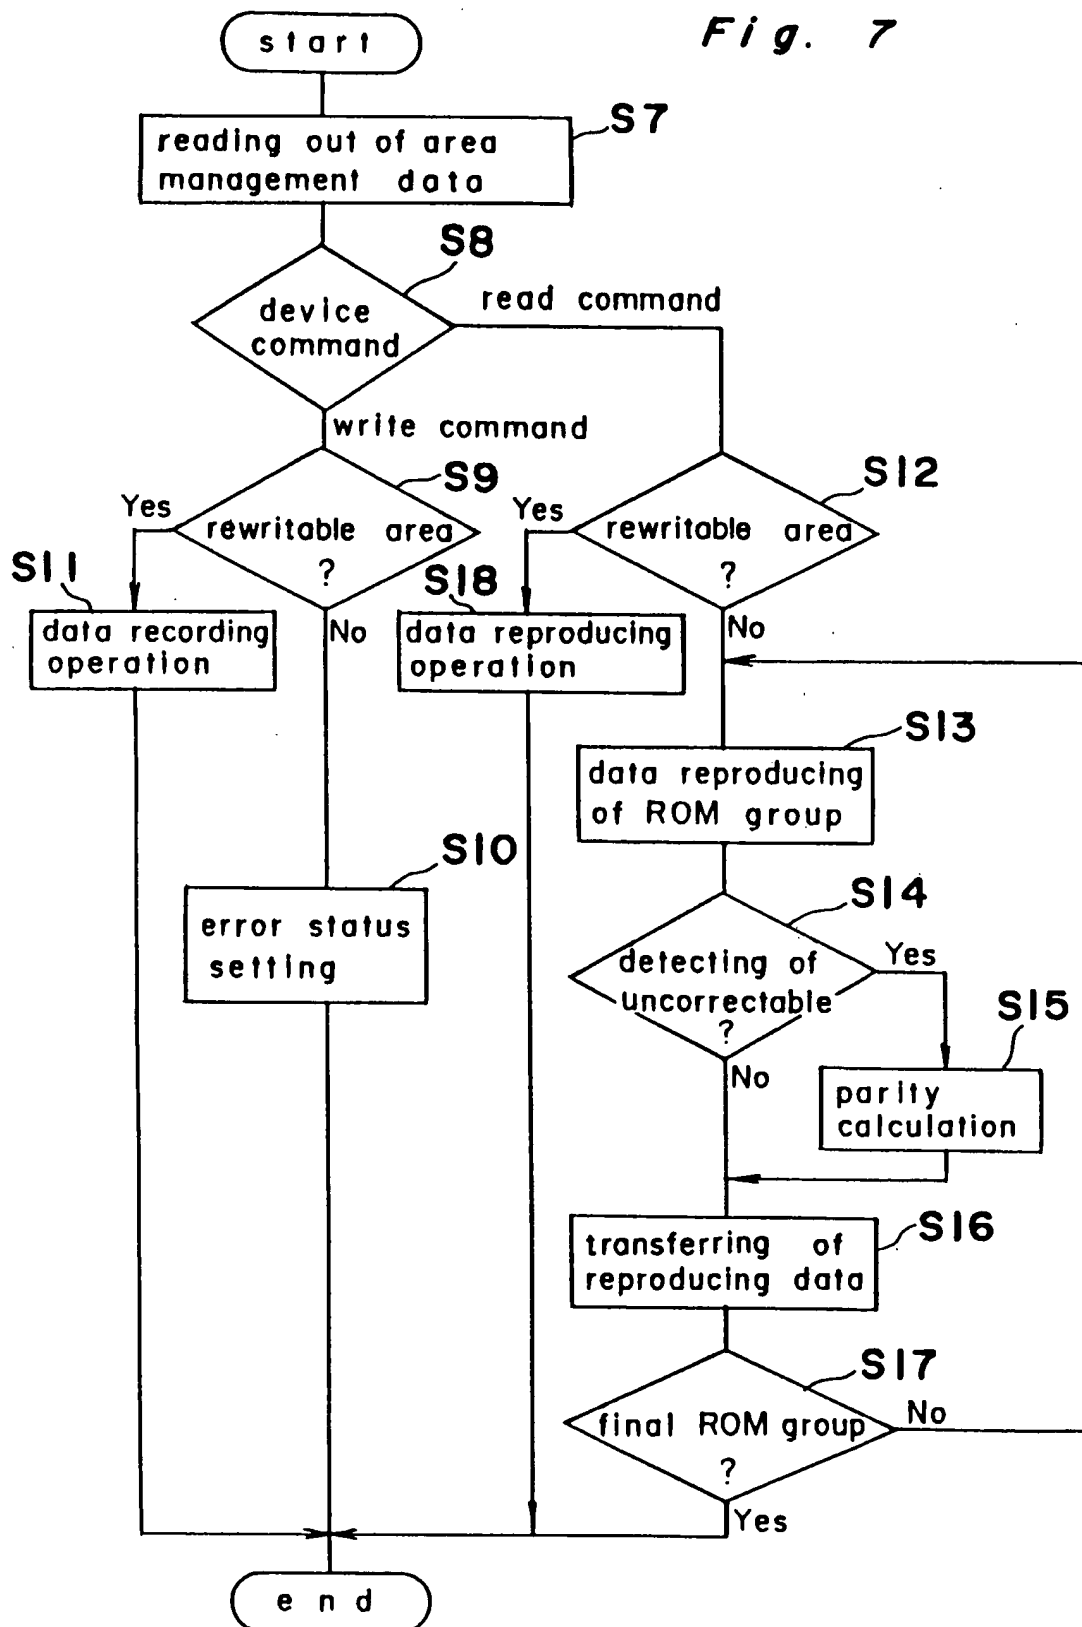 Fig. 7
start
S7
reading out of area
management data
S8
device
command
read command
write command
S9
Yes
rewritable area
?
No
S12
Yes
rewritable area
?
No
S11
data recording
operation
S18
data reproducing
operation
S13
data reproducing
of ROM group
S10
error status
setting
S14
detecting of
uncorrectable
?
Yes
No
S15
parity
calculation
S16
transferring of
reproducing data
S17
final ROM group
?
No
Yes
end